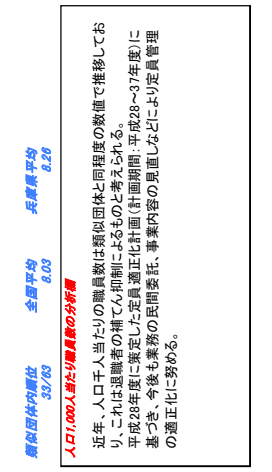 類似団体内順位 全国平均 兵庫県平均
33/63 8.03 8.26
人口1,000人当たり職員数の分析欄
近年、人口千人当たりの職員数は類似団体と同程度の数値で推移してお
り、これは退職者の補てん抑制によるものと考えられる。
平成28年度に策定した定員適正化計画（計画期間：平成28～37年度）に
基づき、今後も業務の民間委託、事業内容の見直しなどにより定員管理
の適正化に努める。